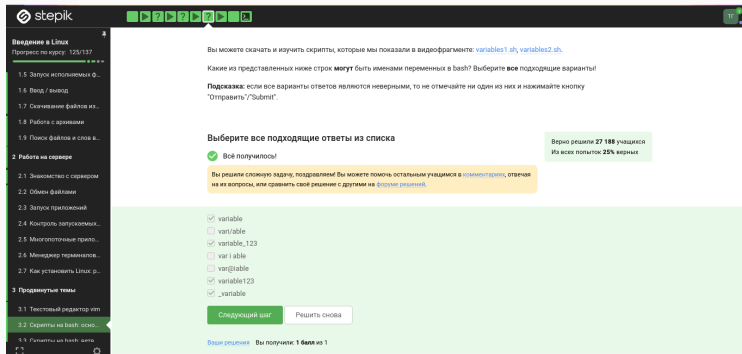 stepik
Введение в Linux
Прогресс по курсу: 125/137
1.5 Запуск исполняемых ф...
1.6 Ввод / вывод
1.7 Скачивание файлов из...
1.8 Работа с архивами
1.9 Поиск файлов и слов в...
2 Работа на сервере
2.1 Знакомство с сервером
2.2 Обмен файлами
2.3 Запуск приложений
2.4 Контроль запускаемых...
2.5 Многопоточные прило...
2.6 Менеджер терминалов...
2.7 Как установить Linux: р...
3 Продвинутые темы
3.1 Текстовый редактор vim
3.2 Скрипты на bash: осно...
3.3 Скрипты на bash: ветв...
Вы можете скачать и изучить скрипты, которые мы показали в видеофрагменте: variables1.sh, variables2.sh.
Какие из представленных ниже строк могут быть именами переменных в bash? Выберите все подходящие варианты!
Подсказка: если все варианты ответов являются неверными, то не отмечайте ни один из них и нажимайте кнопку
"Отправить"/"Submit".
Выберите все подходящие ответы из списка
Всё получилось!
Вы решили сложную задачу, поздравляем! Вы можете помочь остальным учащимся в комментариях, отвечая
на их вопросы, или сравнить своё решение с другими на форуме решений.
Верно решили 27 188 учащихся
Из всех попыток 25% верных
variable
vari/able
variable_123
var i able
var@iable
variable123
_variable
Следующий шаг
Решить снова
Ваши решения Вы получили: 1 балл из 1